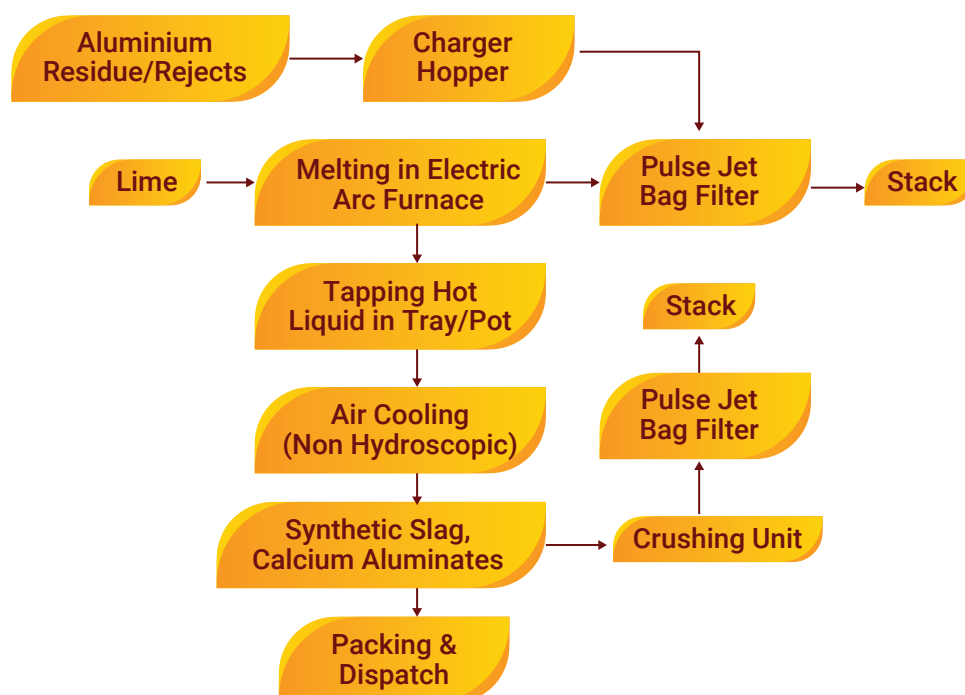 Aluminium
Residue/Rejects
Charger
Hopper
Lime
Melting in Electric
Arc Furnace
Pulse Jet
Bag Filter
Stack
Tapping Hot
Liquid in Tray/Pot
Stack
Air Cooling
(Non Hydroscopic)
Pulse Jet
Bag Filter
Synthetic Slag,
Calcium Aluminates
Crushing Unit
Packing &
Dispatch